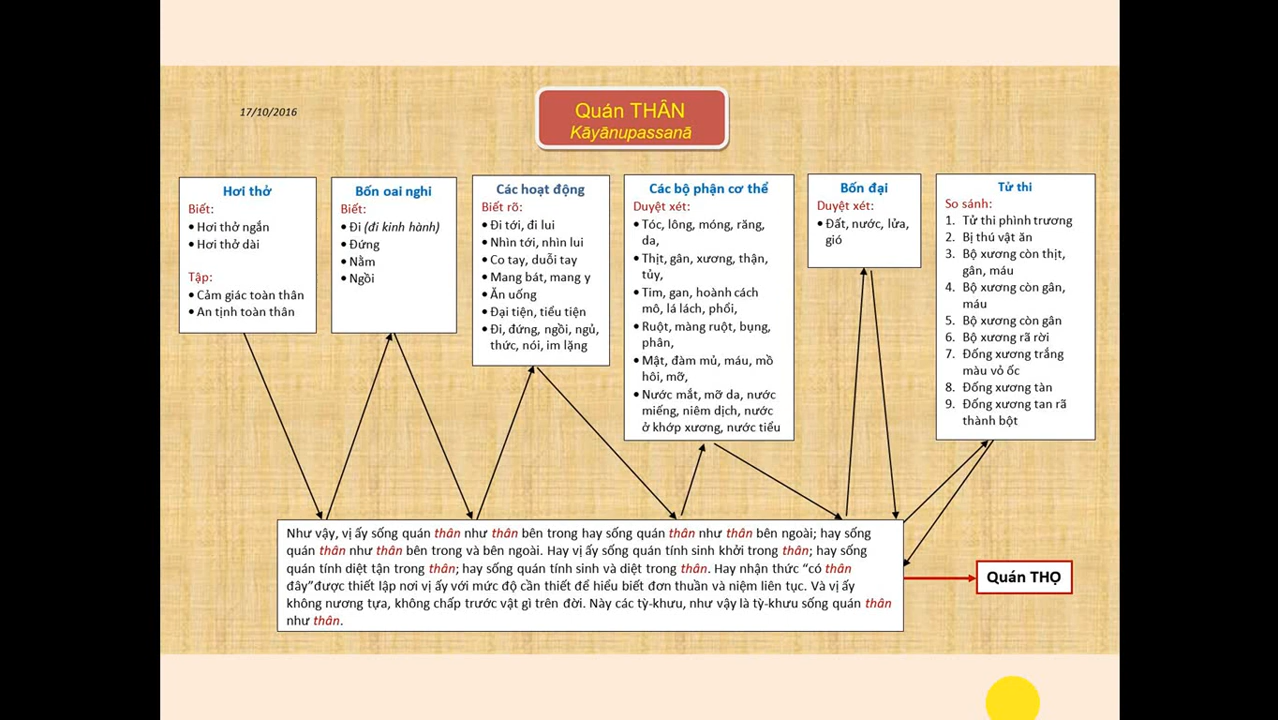 17/10/2016
Quán THÂN
Kāyānupassanā
Hơi thở
Biết:
• Hơi thở ngắn
• Hơi thở dài
Tập:
• Cảm giác toàn thân
• An tịnh toàn thân
Bốn oai nghi
Biết:
• Đi (đi kinh hành)
• Đứng
• Nằm
• Ngồi
Các hoạt động
Biết rõ:
• Đi tới, đi lui
• Nhìn tới, nhìn lui
• Co tay, duỗi tay
• Mang bát, mang y
• Ăn uống
• Đại tiện, tiểu tiện
• Đi, đứng, ngồi, ngủ,
thức, nói, im lặng
Các bộ phận cơ thể
Duyệt xét:
• Tóc, lông, móng, răng,
da,
• Thịt, gân, xương, thận,
tủy,
• Tim, gan, hoành cách
mô, lá lách, phổi,
• Ruột, màng ruột, bụng,
phân,
• Mật, đàm mủ, máu, mồ
hôi, mỡ,
• Nước mắt, mỡ da, nước
miếng, niêm dịch, nước
ở khớp xương, nước tiểu
Bốn đại
Duyệt xét:
• Đất, nước, lửa,
gió
Tử thi
So sánh:
1. Tử thi phình trương
2. Bị thú vật ăn
3. Bộ xương còn thịt,
gân, máu
4. Bộ xương còn gân,
máu
5. Bộ xương còn gân
6. Bộ xương rã rời
7. Đống xương trắng
màu vỏ ốc
8. Đống xương tàn
9. Đống xương tan rã
thành bột
Như vậy, vị ấy sống quán thân như thân bên trong hay sống quán thân như thân bên ngoài; hay sống
quán thân như thân bên trong và bên ngoài. Hay vị ấy sống quán tính sinh khởi trong thân; hay sống
quán tính diệt tận trong thân; hay sống quán tính sinh và diệt trong thân. Hay nhận thức “có thân
đây”được thiết lập nơi vị ấy với mức độ cần thiết để hiểu biết đơn thuần và niệm liên tục. Và vị ấy
không nương tựa, không chấp trước vật gì trên đời. Này các tỳ-khưu, như vậy là tỳ-khưu sống quán thân
như thân.
Quán THỌ